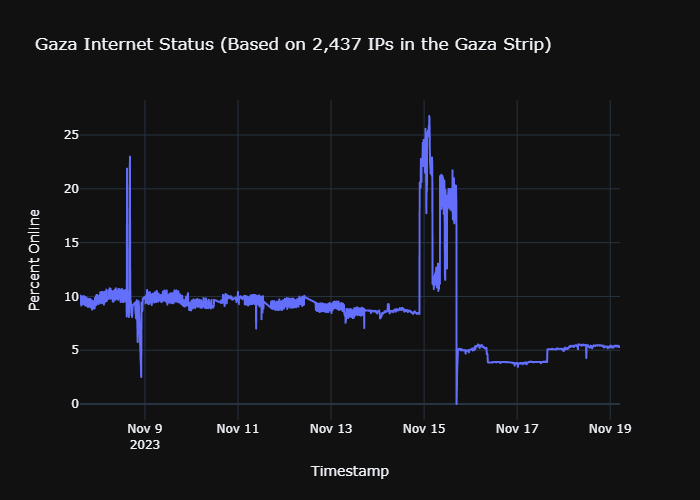 Gaza Internet Status (Based on 2,437 IPs in the Gaza Strip)
Percent Online
25
20
15
10
5
0
Nov 9
2023
Nov 11
Nov 13
Nov 15
Nov 17
Nov 19
Timestamp